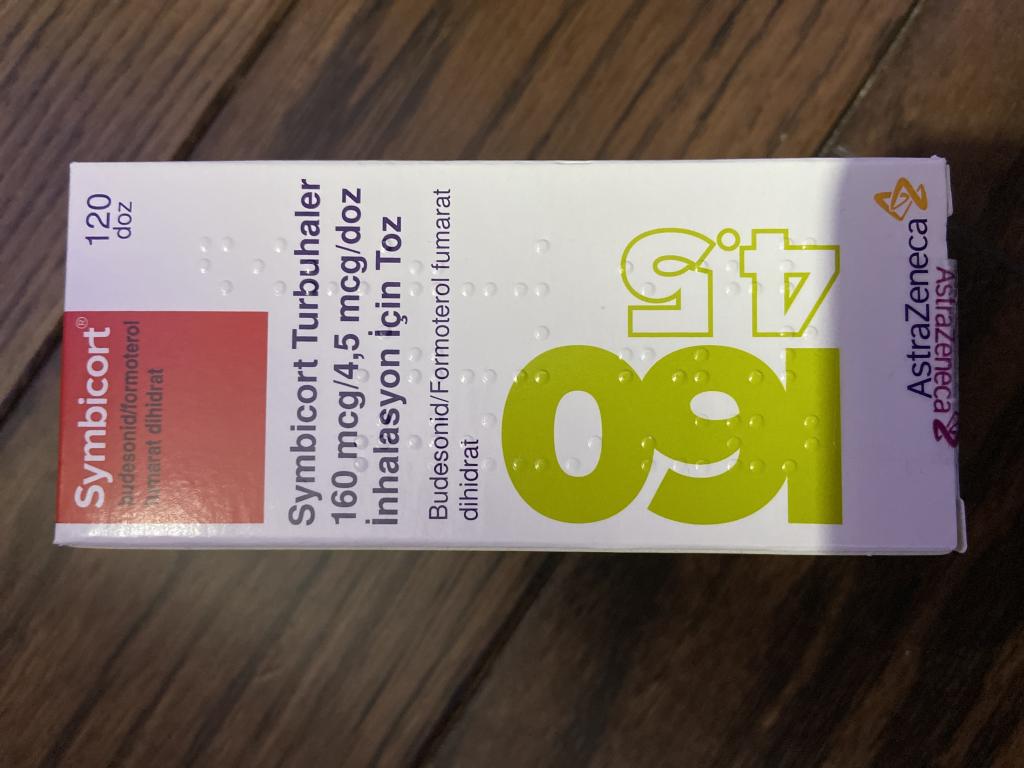 120
doz
Symbicort®
budesonid/formoterol
fumarat dihidrat
Symbicort Turbuhaler
160 mcg/4,5 mcg/doz
İnhalasyon için Toz
Budesonid/Formoterol fumarat
dihidrat
160
4.5
AstraZeneca
AstraZeneca